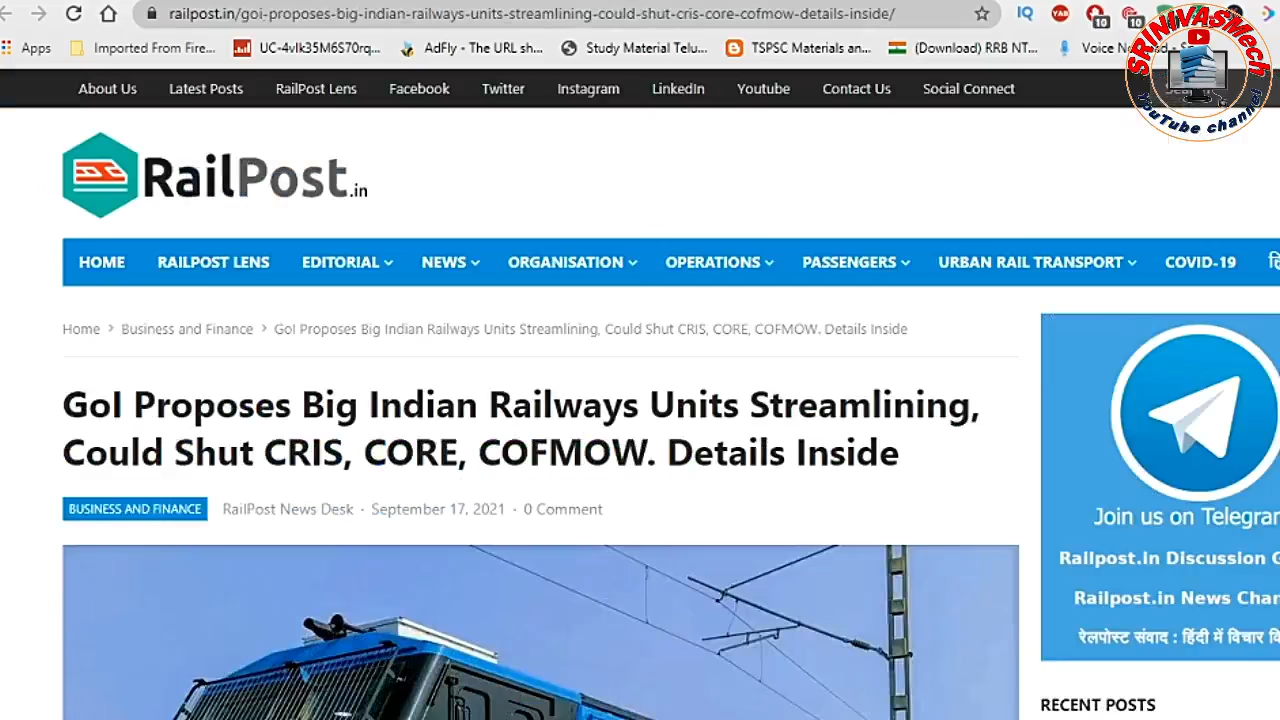 railpost.in/goi-proposes-big-indian-railways-units-streamlining-could-shut-cris-core-cofmow-details-inside/
Apps
Imported From Fire...
UC-4vIk35M6S70rq...
AdFly - The URL sh...
Study Material Telu...
TSPSC Materials an...
(Download) RRB NT...
Voice
SRINIVASMech
YouTube channel
About Us
Latest Posts
RailPost Lens
Facebook
Twitter
Instagram
LinkedIn
Youtube
Contact Us
Social Connect
RailPost.in
HOME
RAILPOST LENS
EDITORIAL
NEWS
ORGANISATION
OPERATIONS
PASSENGERS
URBAN RAIL TRANSPORT
COVID-19
Home > Business and Finance > GoI Proposes Big Indian Railways Units Streamlining, Could Shut CRIS, CORE, COFMOW. Details Inside
GoI Proposes Big Indian Railways Units Streamlining,
Could Shut CRIS, CORE, COFMOW. Details Inside
BUSINESS AND FINANCE
RailPost News Desk · September 17, 2021 · 0 Comment
Join us on Telegram
Railpost.in Discussion G
Railpost.in News Chan
रेलपोस्ट संवाद : हिंदी में विचार वि
RECENT POSTS